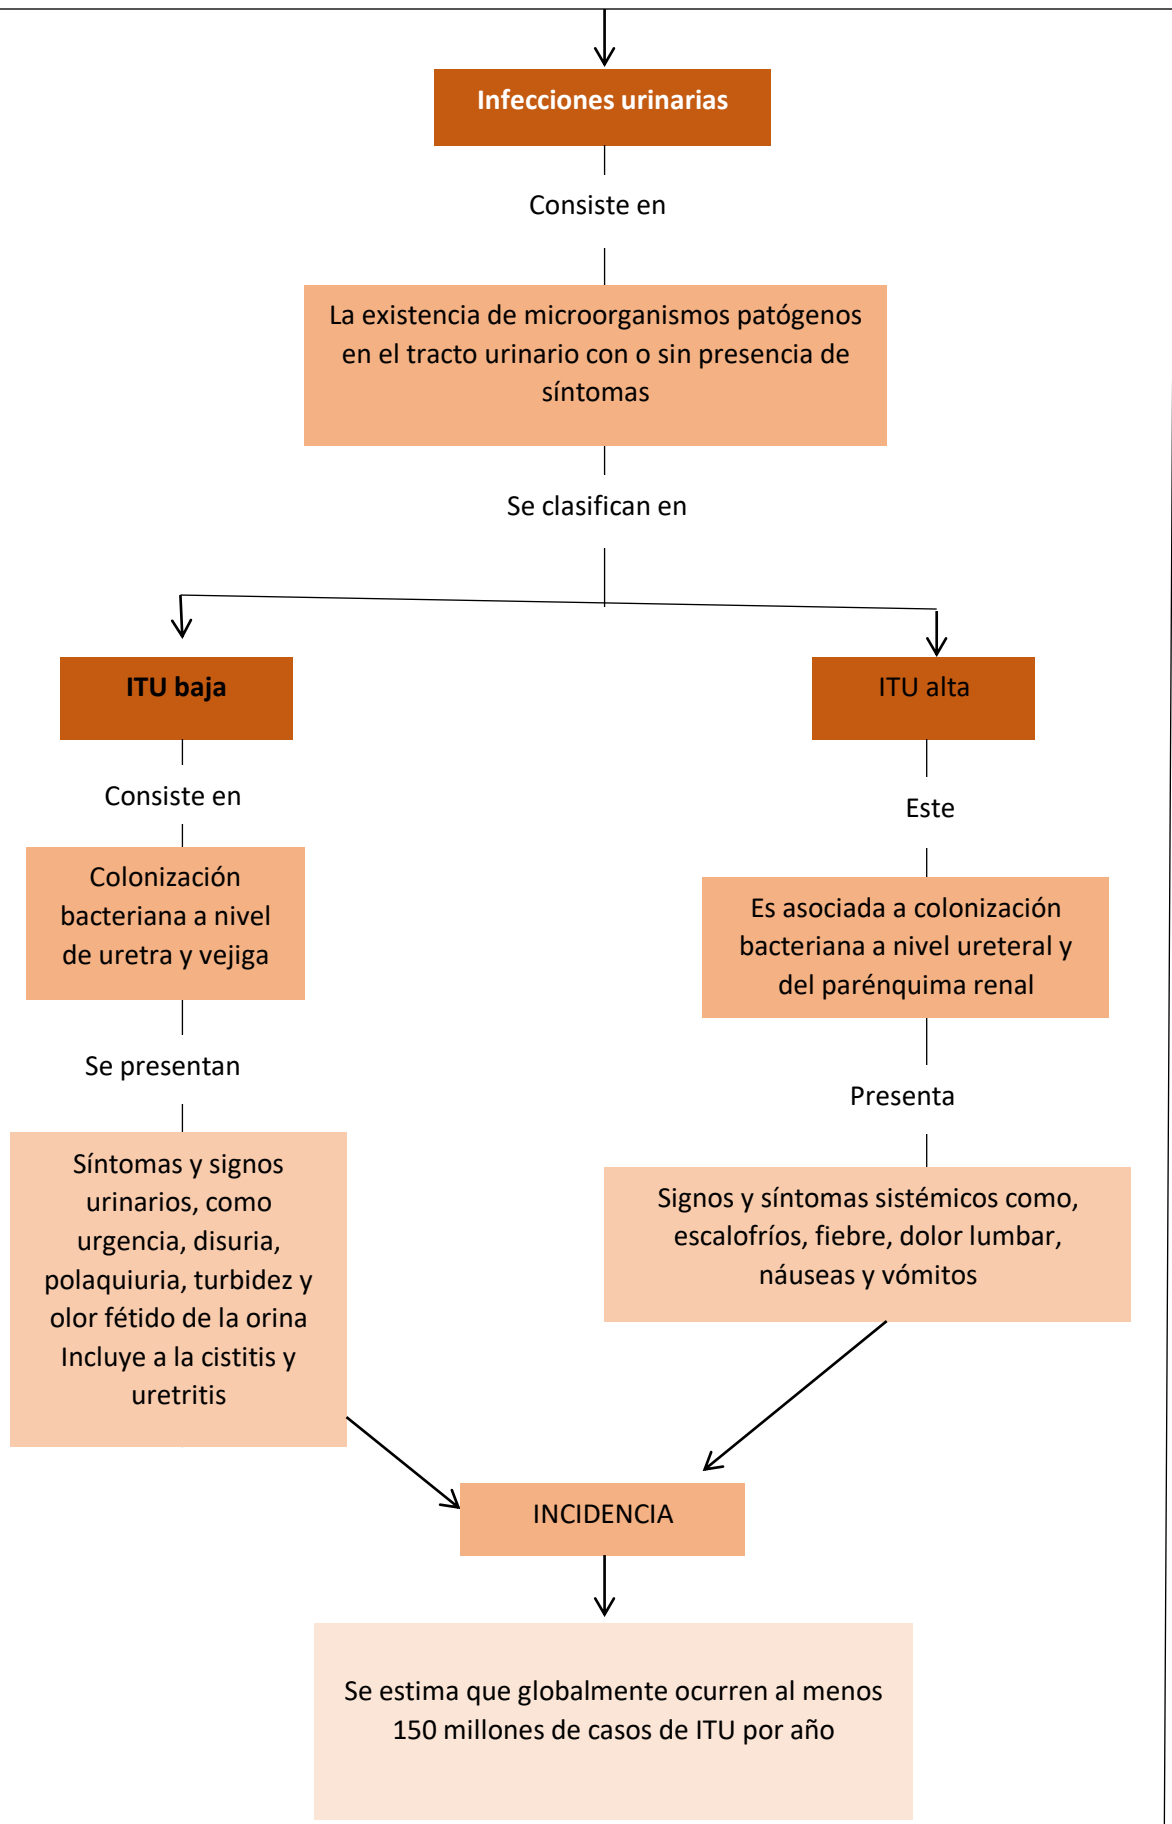 Infecciones urinarias
Consiste en
La existencia de microorganismos patógenos
en el tracto urinario con o sin presencia de
síntomas
Se clasifican en
ITU baja
Consiste en
Colonización
bacteriana a nivel
de uretra y vejiga
Se presentan
Síntomas y signos
urinarios, como
urgencia, disuria,
polaquiuria, turbidez y
olor fétido de la orina
Incluye a la cistitis y
uretritis
ITU alta
Este
Es asociada a colonización
bacteriana a nivel ureteral y
del parénquima renal
Presenta
Signos y síntomas sistémicos como,
escalofríos, fiebre, dolor lumbar,
náuseas y vómitos
INCIDENCIA
Se estima que globalmente ocurren al menos
150 millones de casos de ITU por año